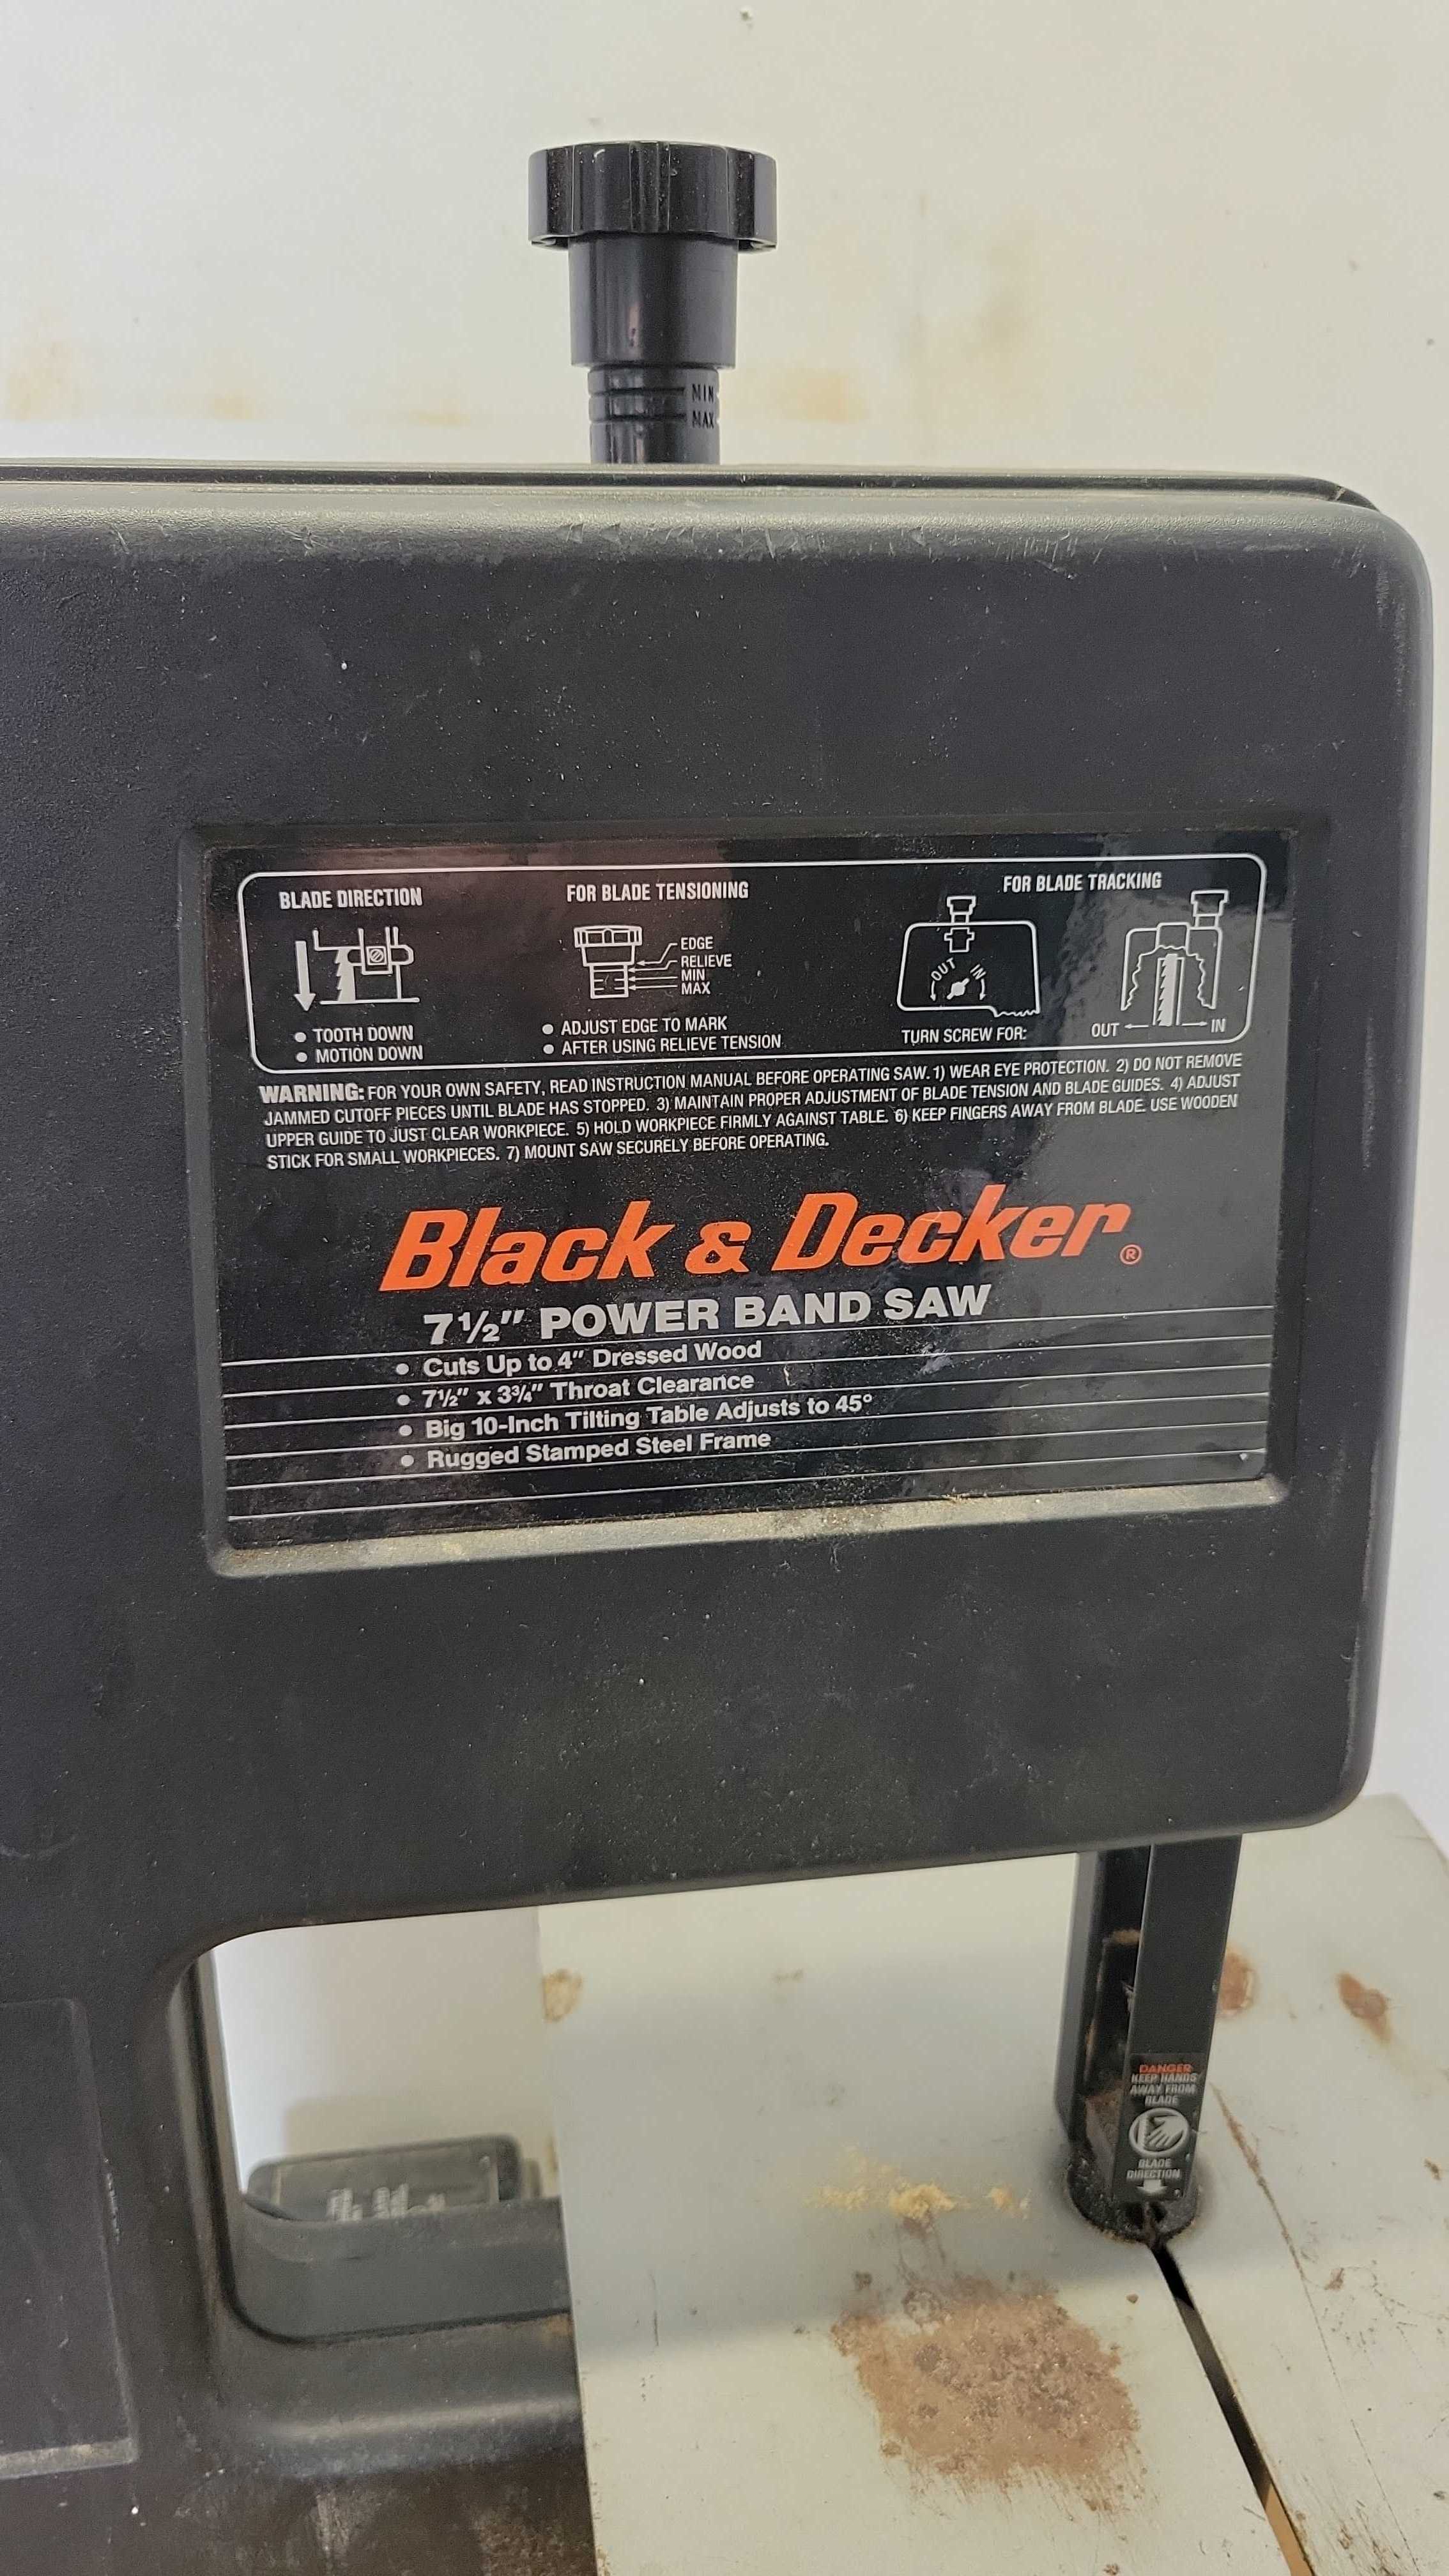 MIN
MAX
BLADE DIRECTION
FOR BLADE TENSIONING
FOR BLADE TRACKING
EDGE
RELIEVE
MIN
MAX
OUT
IN
● TOOTH DOWN
● MOTION DOWN
● ADJUST EDGE TO MARK
● AFTER USING RELIEVE TENSION
TURN SCREW FOR:
OUT
IN
WARNING: FOR YOUR OWN SAFETY, READ INSTRUCTION MANUAL BEFORE OPERATING SAW. 1) WEAR EYE PROTECTION. 2) DO NOT REMOVE
JAMMED CUTOFF PIECES UNTIL BLADE HAS STOPPED. 3) MAINTAIN PROPER ADJUSTMENT OF BLADE TENSION AND BLADE GUIDES. 4) ADJUST
UPPER GUIDE TO JUST CLEAR WORKPIECE. 5) HOLD WORKPIECE FIRMLY AGAINST TABLE. 6) KEEP FINGERS AWAY FROM BLADE. USE WOODEN
STICK FOR SMALL WORKPIECES. 7) MOUNT SAW SECURELY BEFORE OPERATING.
Black & Decker®
7½" POWER BAND SAW
● Cuts Up to 4" Dressed Wood
● 7½" x 3¾" Throat Clearance
● Big 10-Inch Tilting Table Adjusts to 45°
● Rugged Stamped Steel Frame
DANGER
KEEP HANDS
AWAY FROM
BLADE
BLADE
DIRECTION